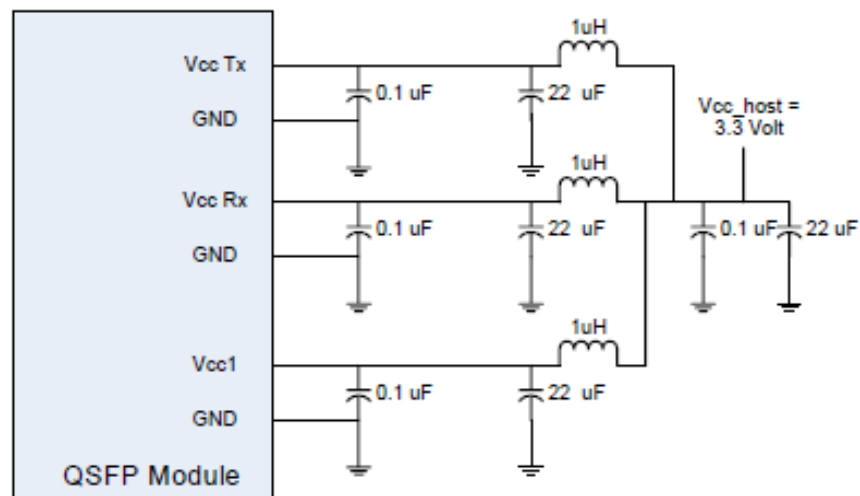 1uH
Vcc Tx
0.1 uF
22 uF
GND
Vcc_host =
3.3 Volt
1uH
Vcc Rx
0.1 uF
22 uF
0.1 uF
22 uF
GND
1uH
Vcc1
0.1 uF
22 uF
GND
QSFP Module